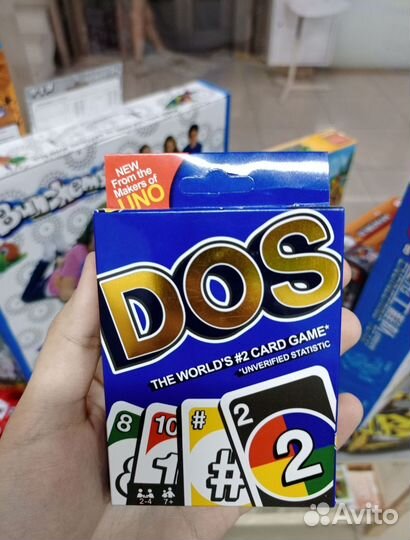 NEW
From the
Makers of
UNO
DOS
THE WORLD'S #2 CARD GAME*
*UNVERIFIED STATISTIC
8
10
#
2
#
2
2-4
7+
Avito